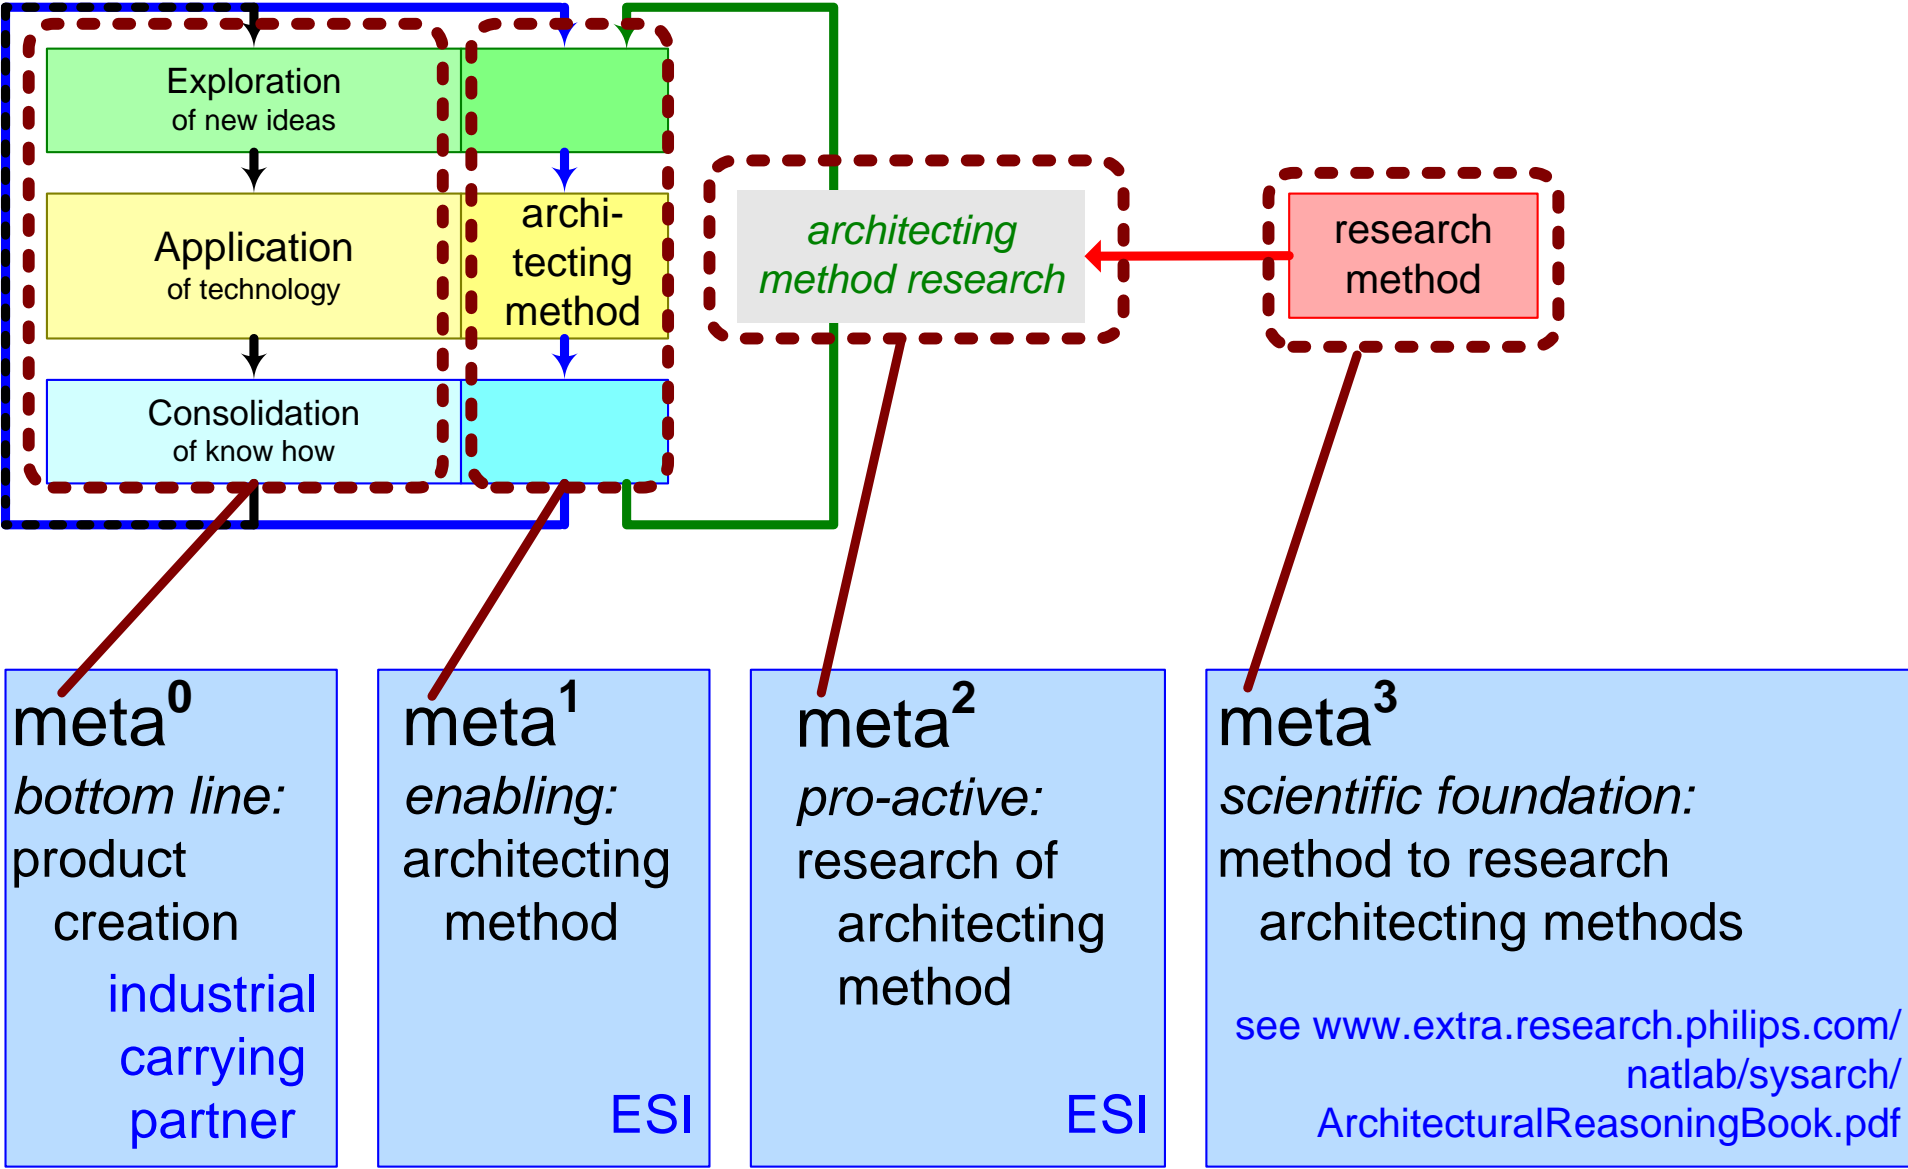 Exploration
of new ideas
Application
of technology
Consolidation
of know how
archi-
tecting
method
architecting
method research
research
method
meta0
bottom line:
product
creation
industrial
carrying
partner
meta1
enabling:
architecting
method
ESI
meta2
pro-active:
research of
architecting
method
ESI
meta3
scientific foundation:
method to research
architecting methods
see www.extra.research.philips.com/
natlab/sysarch/
ArchitecturalReasoningBook.pdf